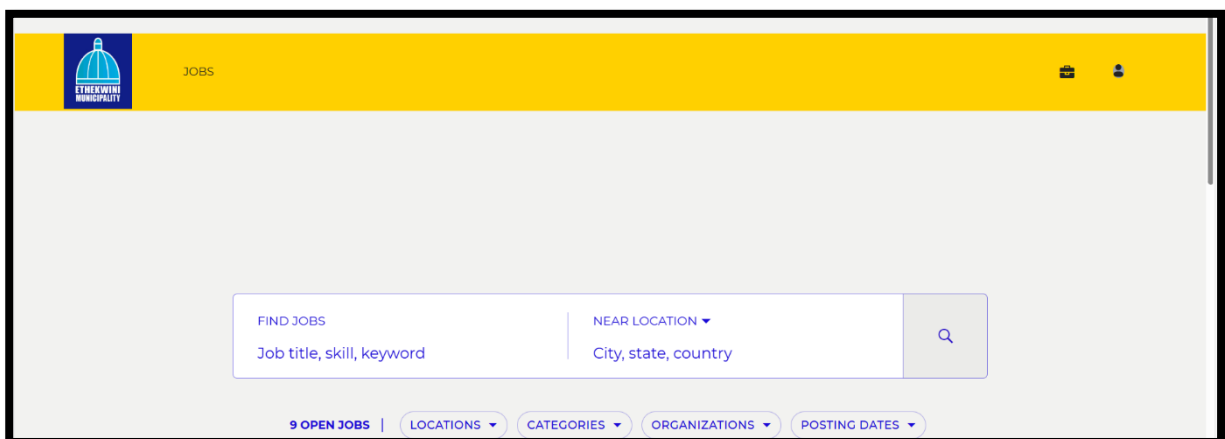 ETHEKWINI
MUNICIPALITY
JOBS
FIND JOBS
NEAR LOCATION
Job title, skill, keyword
City, state, country
9 OPEN JOBS | LOCATIONS CATEGORIES ORGANIZATIONS POSTING DATES